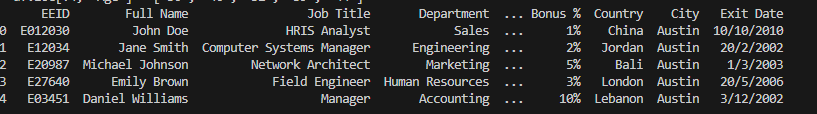 EEID Full Name Job Title Department ... Bonus % Country City Exit Date
0 E012030 John Doe HRIS Analyst Sales ... 1% China Austin 10/10/2010
1 E12034 Jane Smith Computer Systems Manager Engineering ... 2% Jordan Austin 20/2/2002
2 E20987 Michael Johnson Network Architect Marketing ... 5% Bali Austin 1/3/2003
3 E27640 Emily Brown Field Engineer Human Resources ... 3% London Austin 20/5/2006
4 E03451 Daniel Williams Manager Accounting ... 10% Lebanon Austin 3/12/2002